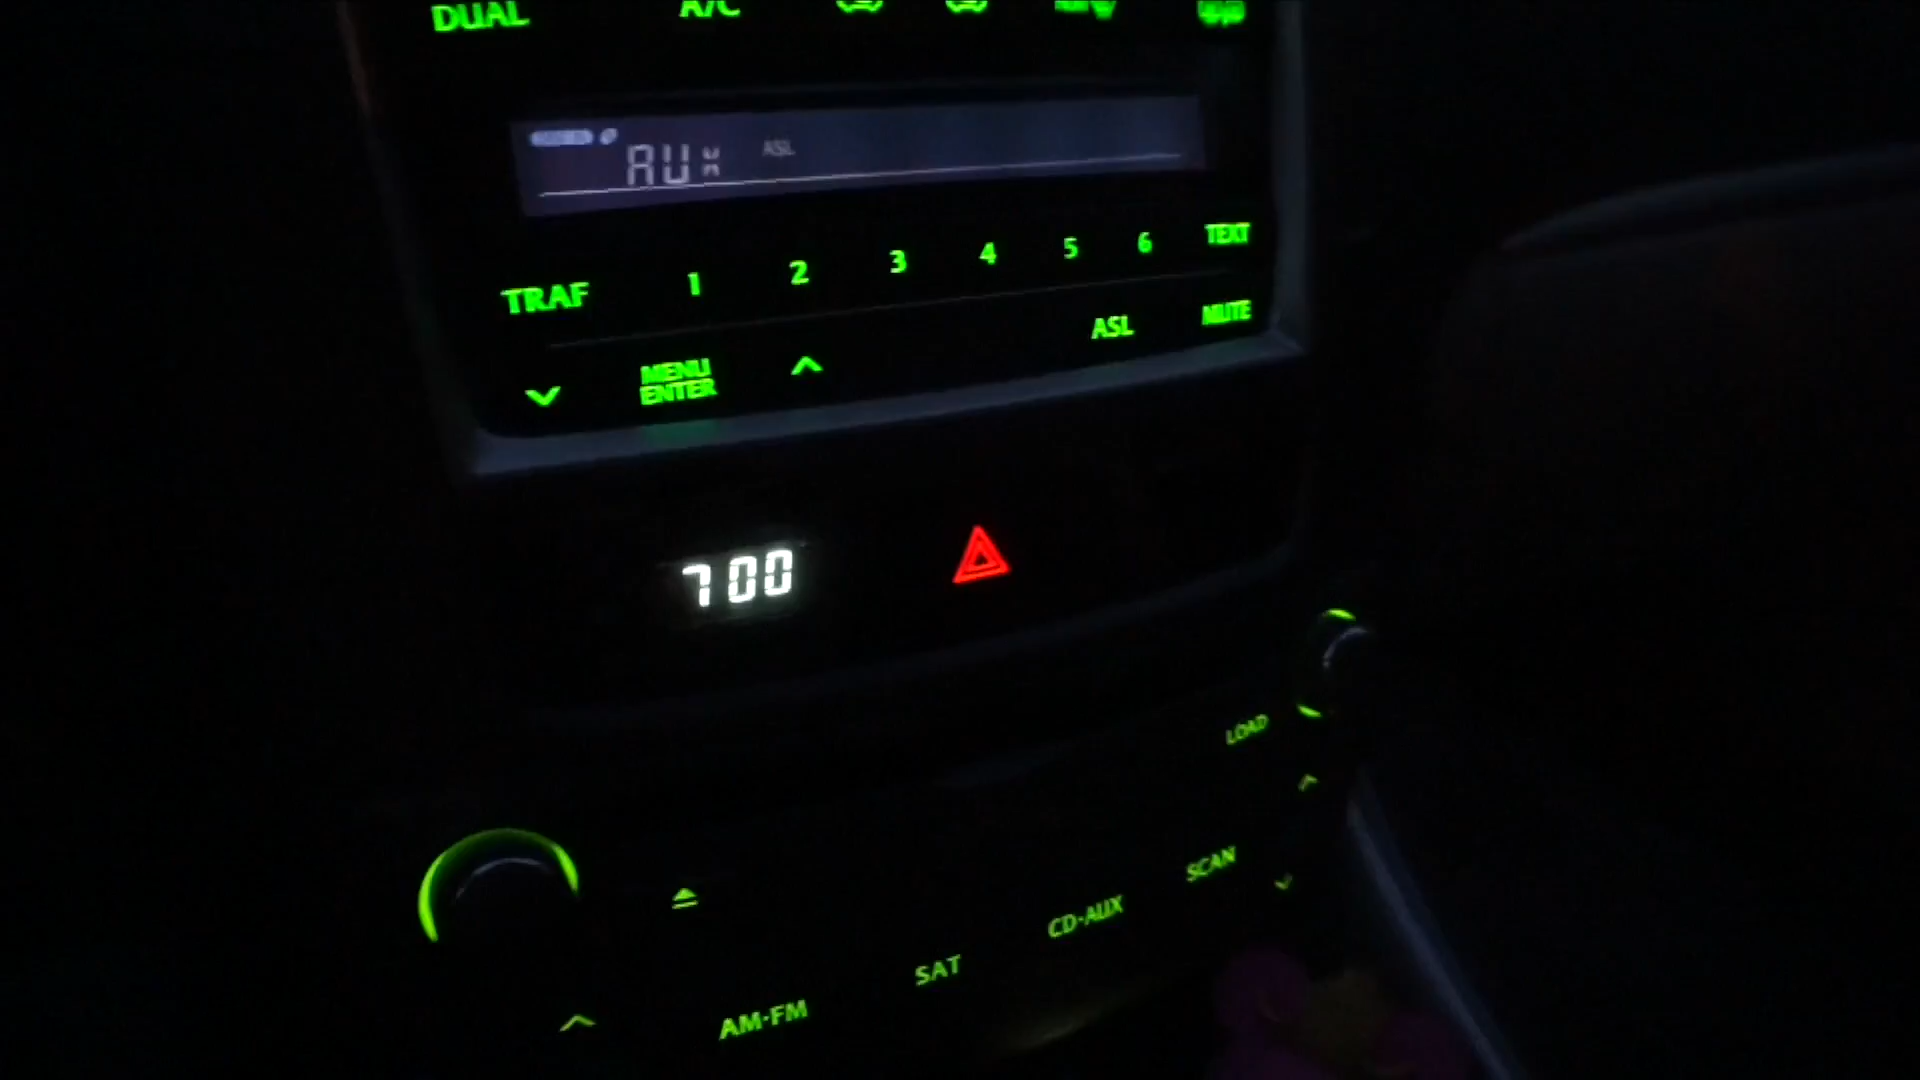 DUAL A/C
AUX ASL
TRAF 1 2 3 4 5 6 TEXT
MENU
ENTER
ASL MUTE
700
LOAD
SCAN
CD-AUX
SAT
AM-FM